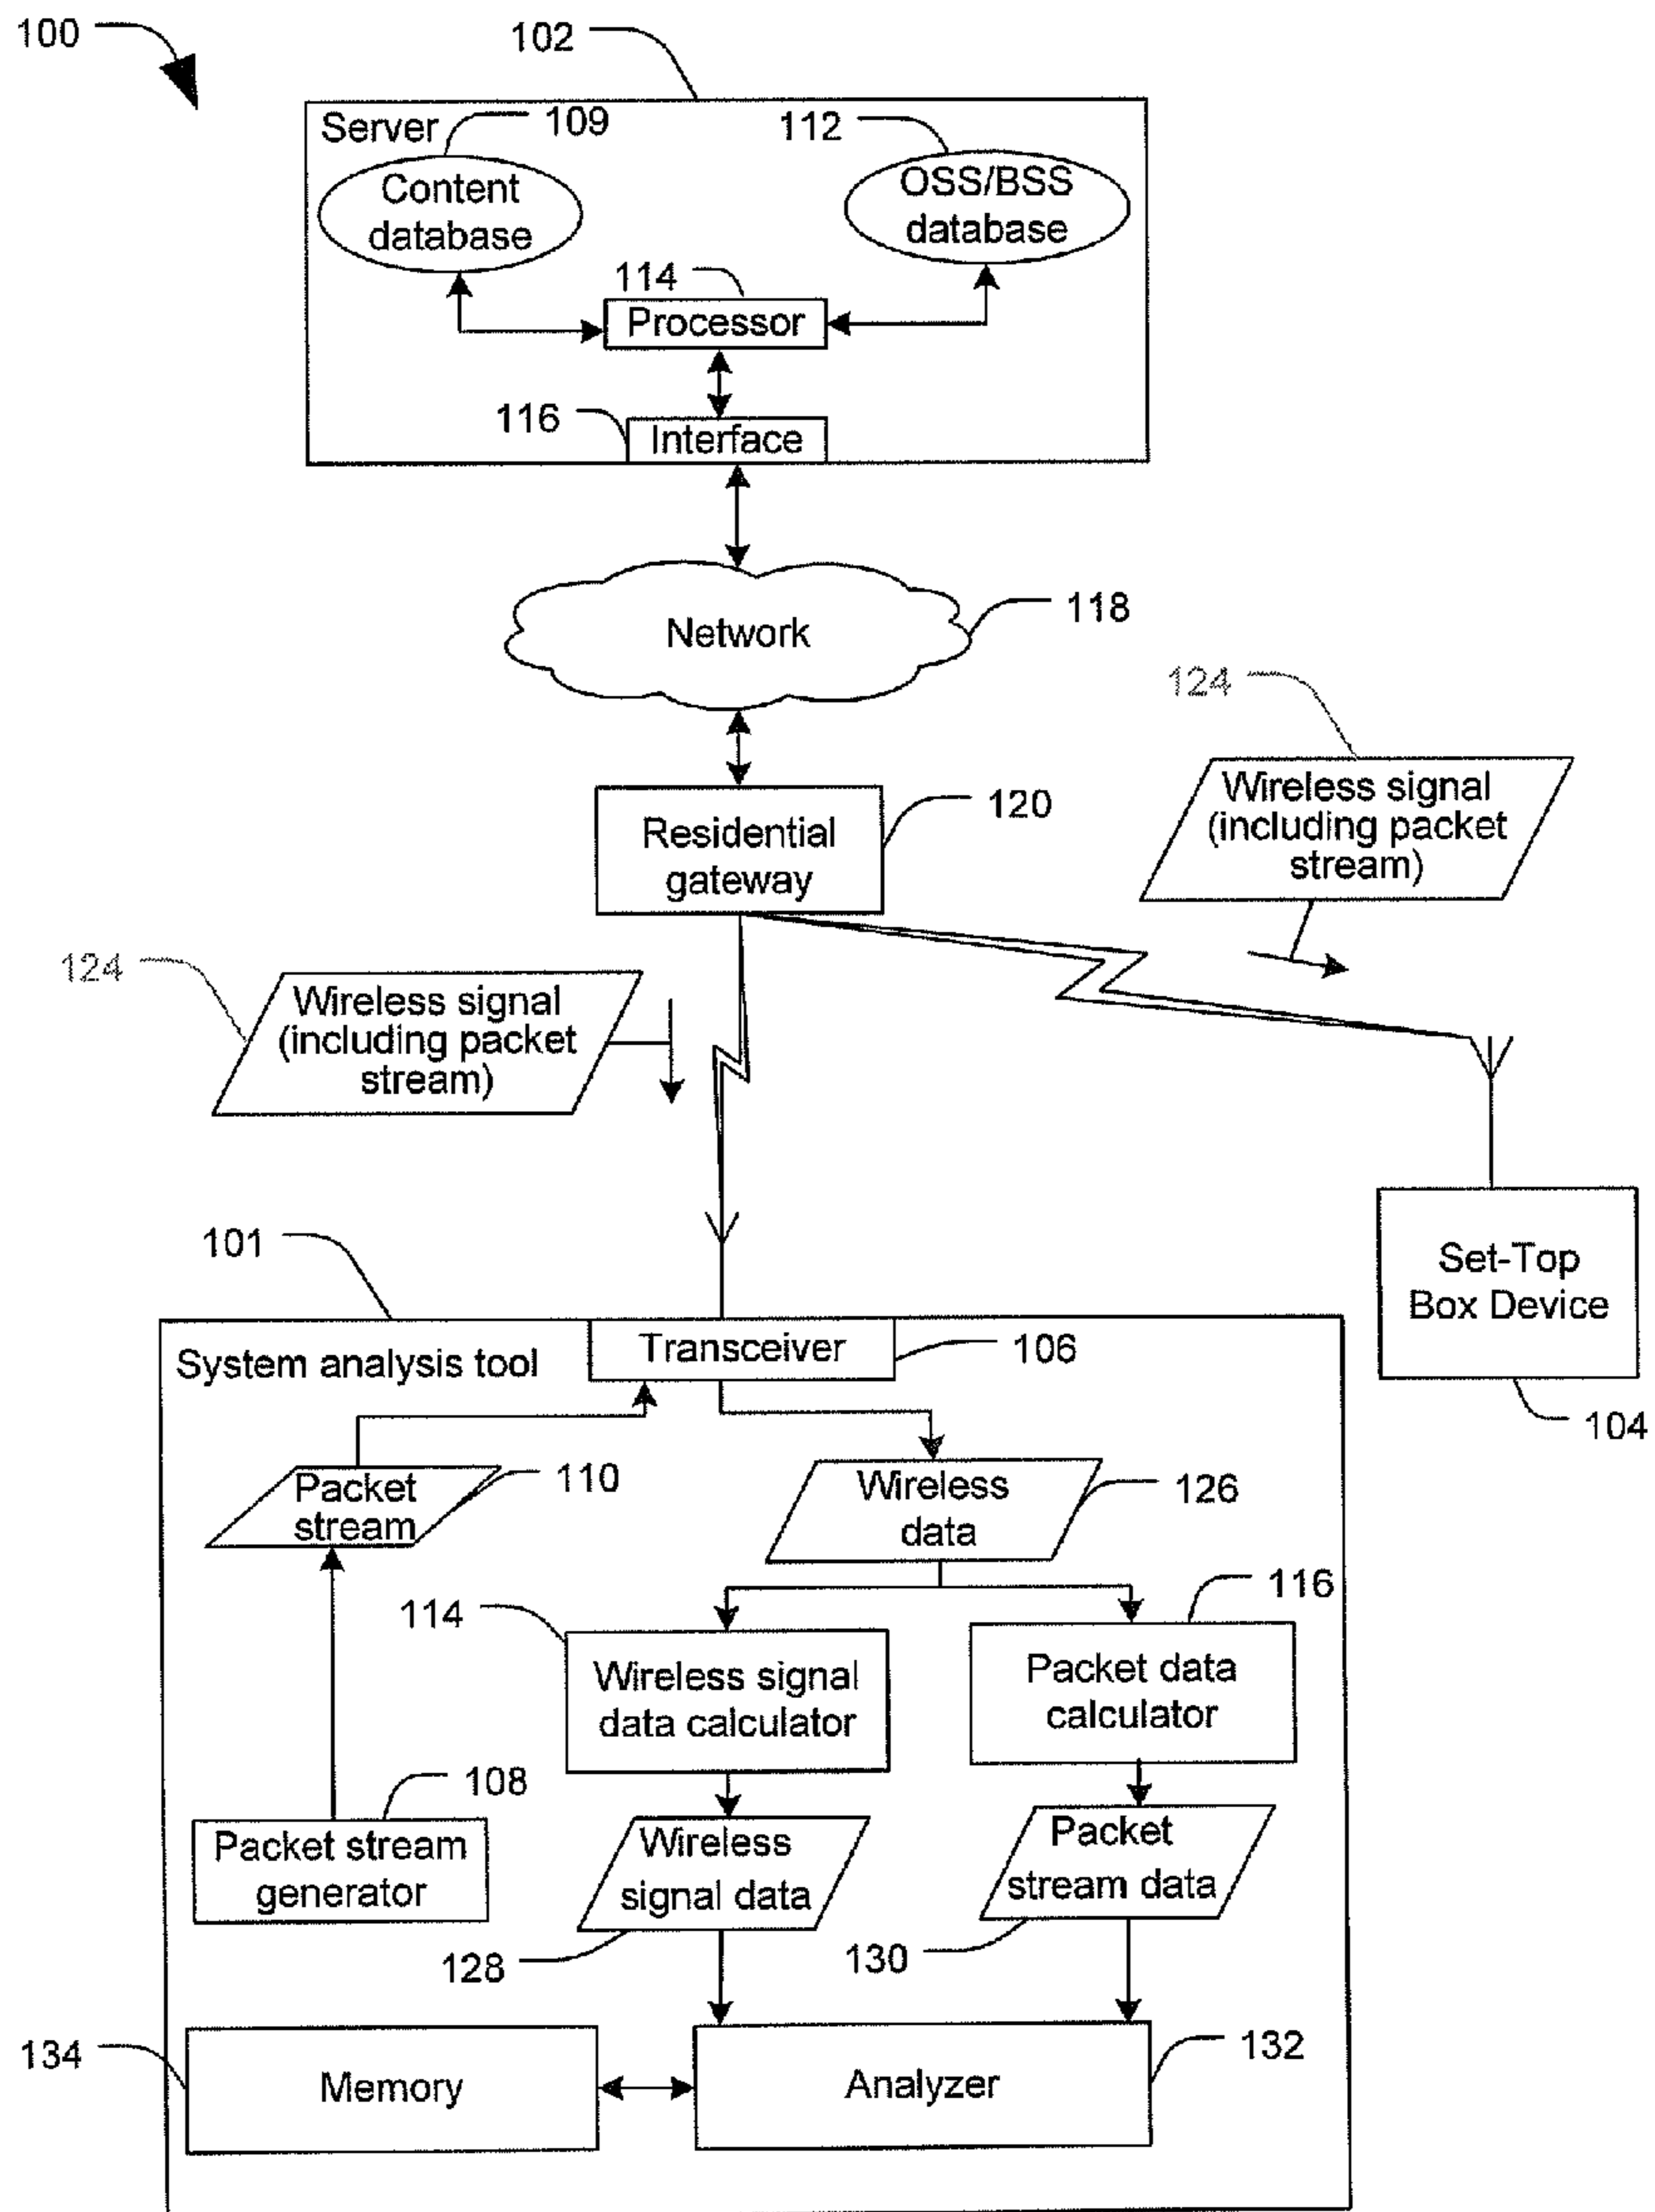 100
102
Server
109
112
Content
database
OSS/BSS
database
114
Processor
116
Interface
Network
118
124
Wireless signal
(including packet
stream)
Residential
gateway
120
124
Wireless signal
(including packet
stream)
101
Set-Top
Box Device
104
System analysis tool
Transceiver
106
Packet
stream
110
Wireless
data
126
114
116
Wireless signal
data calculator
Packet data
calculator
108
Packet stream
generator
Wireless
signal data
Packet
stream data
128
130
134
Memory
Analyzer
132